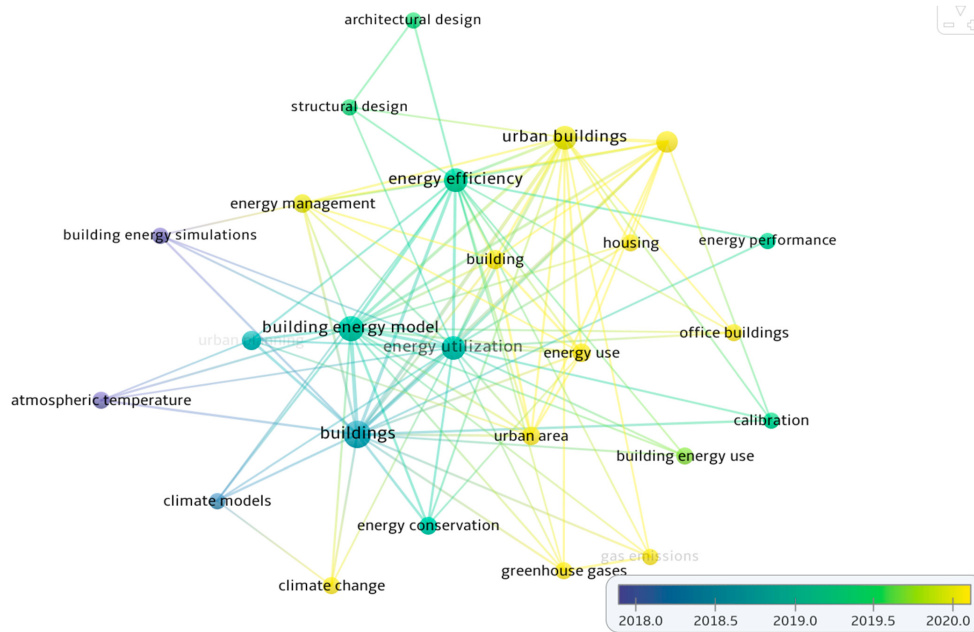 architectural design
structural design
urban buildings
energy efficiency
energy management
building energy simulations
housing
energy performance
building
building energy model
office buildings
urban planning
energy utilization
energy use
atmospheric temperature
calibration
buildings
urban area
building energy use
climate models
energy conservation
gas emissions
greenhouse gases
climate change
2018.0 2018.5 2019.0 2019.5 2020.0